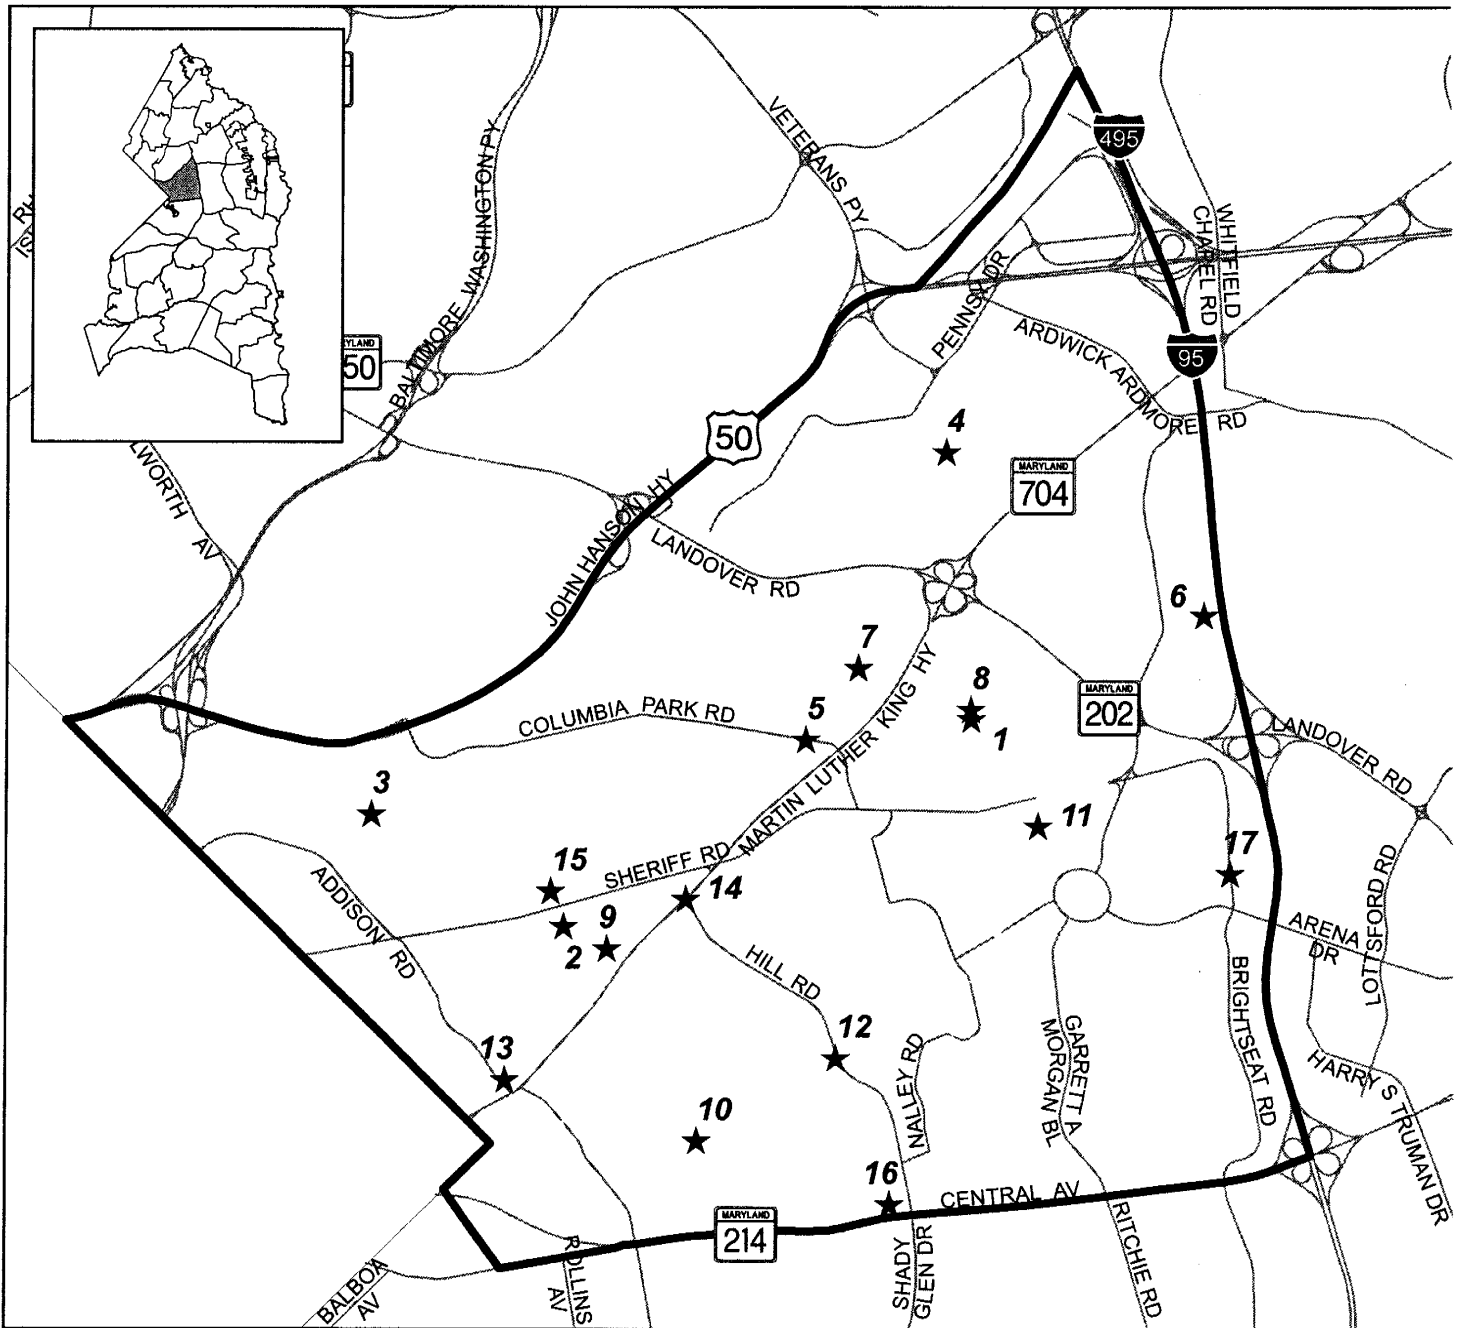 495
VETERANS PY
WHITFIELD
CHAPEL RD
BALTIMORE WASHINGTON PY
PENNSY DR
ARDWICK ARDMORE RD
95
50
50
4
MARYLAND
704
LWORTH
AV
JOHN HANSON HY
LANDOVER RD
6
7
8
1
MARYLAND
202
COLUMBIA PARK RD
5
LANDOVER RD
MARTIN LUTHER KING HY
3
11
15
SHERIFF RD
14
17
9
2
ADDISON RD
HILL RD
ARENA
DR
LOTTSFORD RD
12
13
NALLEY RD
GARRETT A
MORGAN BL
BRIGHTSEAT RD
HARRY S TRUMAN DR
10
16
CENTRAL AV
MARYLAND
214
ROLLINS
AV
BALBOA
AV
SHADY
GLEN DR
RITCHIE RD